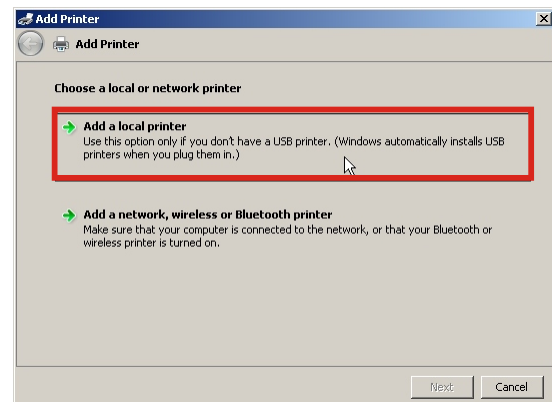 Add Printer
Add Printer
Choose a local or network printer
Add a local printer
Use this option only if you don't have a USB printer. (Windows automatically installs USB
printers when you plug them in.)
Add a network, wireless or Bluetooth printer
Make sure that your computer is connected to the network, or that your Bluetooth or
wireless printer is turned on.
Next
Cancel